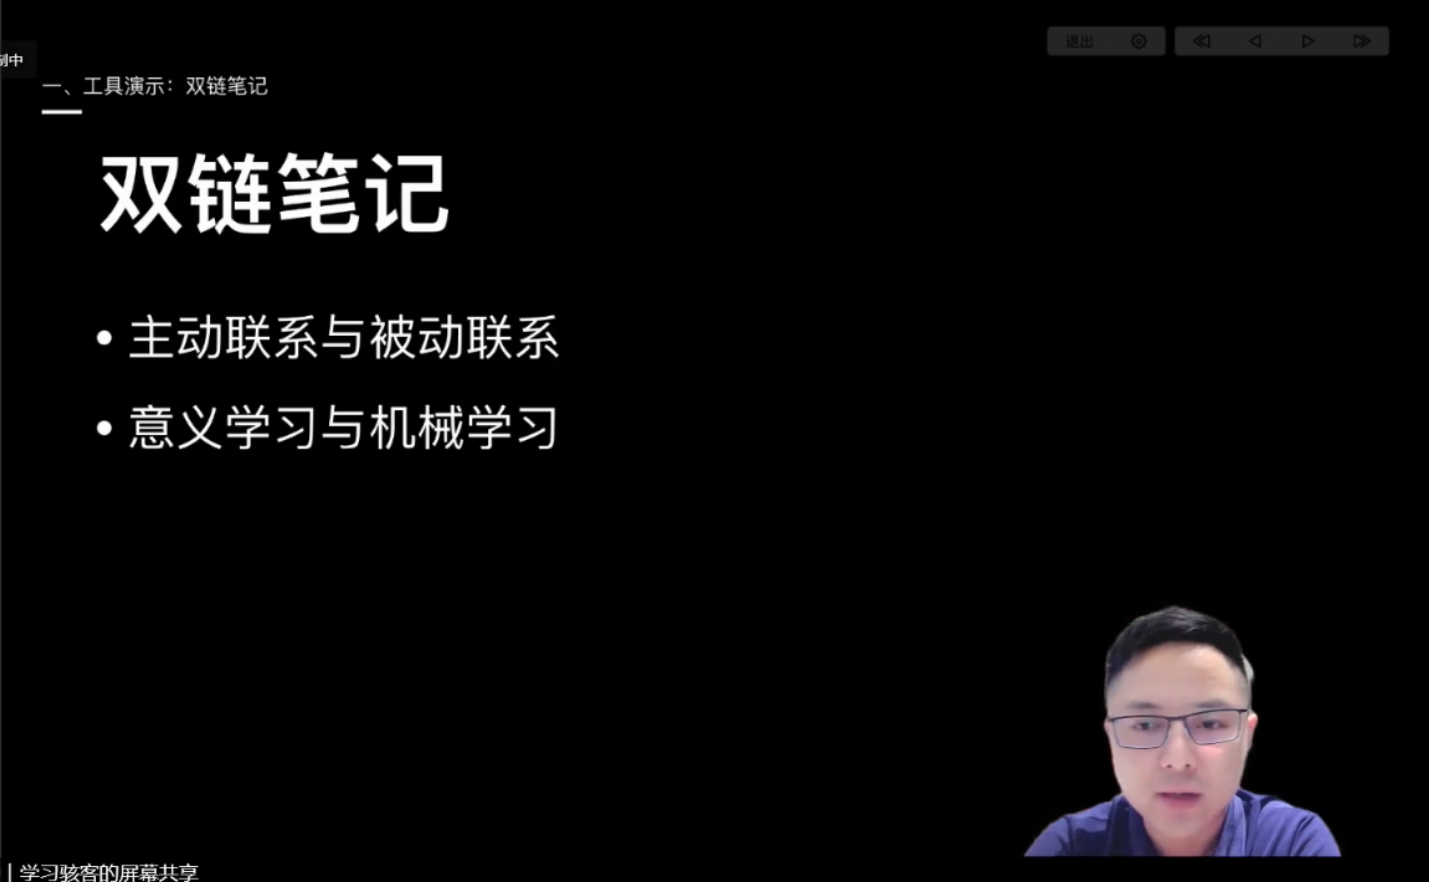 退出
制中
一、工具演示：双链笔记
双链笔记
• 主动联系与被动联系
• 意义学习与机械学习
学习骇客的屏幕共享